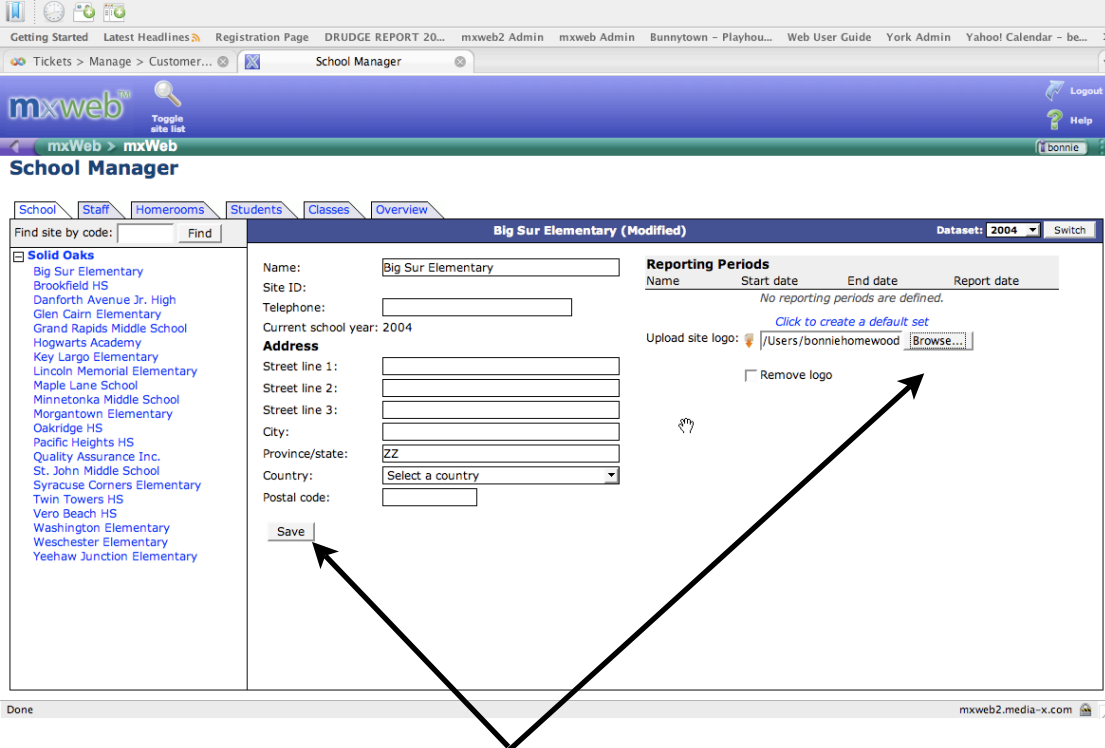 Getting Started Latest Headlines Registration Page DRUDGE REPORT 20... mxweb2 Admin mxweb Admin Bunnytown – Playhou... Web User Guide York Admin Yahoo! Calendar – be...
Tickets > Manage > Customer... School Manager
mxweb™
Toggle
site list
Logout
Help
mxWeb > mxWeb
bonnie
School Manager
School Staff Homerooms Students Classes Overview
Find site by code: Find
Big Sur Elementary (Modified)
Dataset: 2004 Switch
Solid Oaks
Big Sur Elementary
Brookfield HS
Danforth Avenue Jr. High
Glen Cairn Elementary
Grand Rapids Middle School
Hogwarts Academy
Key Largo Elementary
Lincoln Memorial Elementary
Maple Lane School
Minnetonka Middle School
Morgantown Elementary
Oakridge HS
Pacific Heights HS
Quality Assurance Inc.
St. John Middle School
Syracuse Corners Elementary
Twin Towers HS
Vero Beach HS
Washington Elementary
Weschester Elementary
Yeehaw Junction Elementary
Name: Big Sur Elementary
Site ID:
Telephone:
Current school year: 2004
Address
Street line 1:
Street line 2:
Street line 3:
City:
Province/state: ZZ
Country: Select a country
Postal code:
Save
Reporting Periods
Name Start date End date Report date
No reporting periods are defined.
Click to create a default set
Upload site logo: /Users/bonniehomewood Browse...
Remove logo
Done
mxweb2.media-x.com